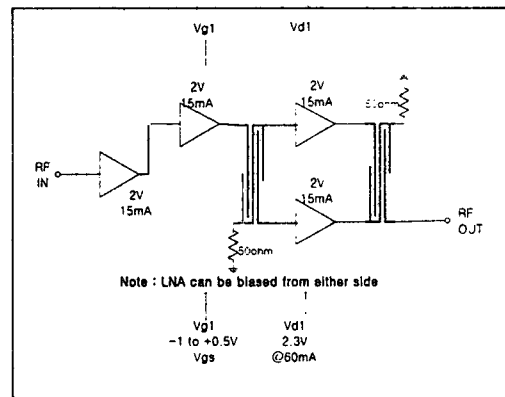 Vg1 Vd1
2V 2V
15mA 15mA
50ohm
RF
IN
2V
15mA
2V
15mA
RF
OUT
50ohm
Note : LNA can be biased from either side
Vg1 Vd1
-1 to +0.5V 2.3V
Vgs @60mA